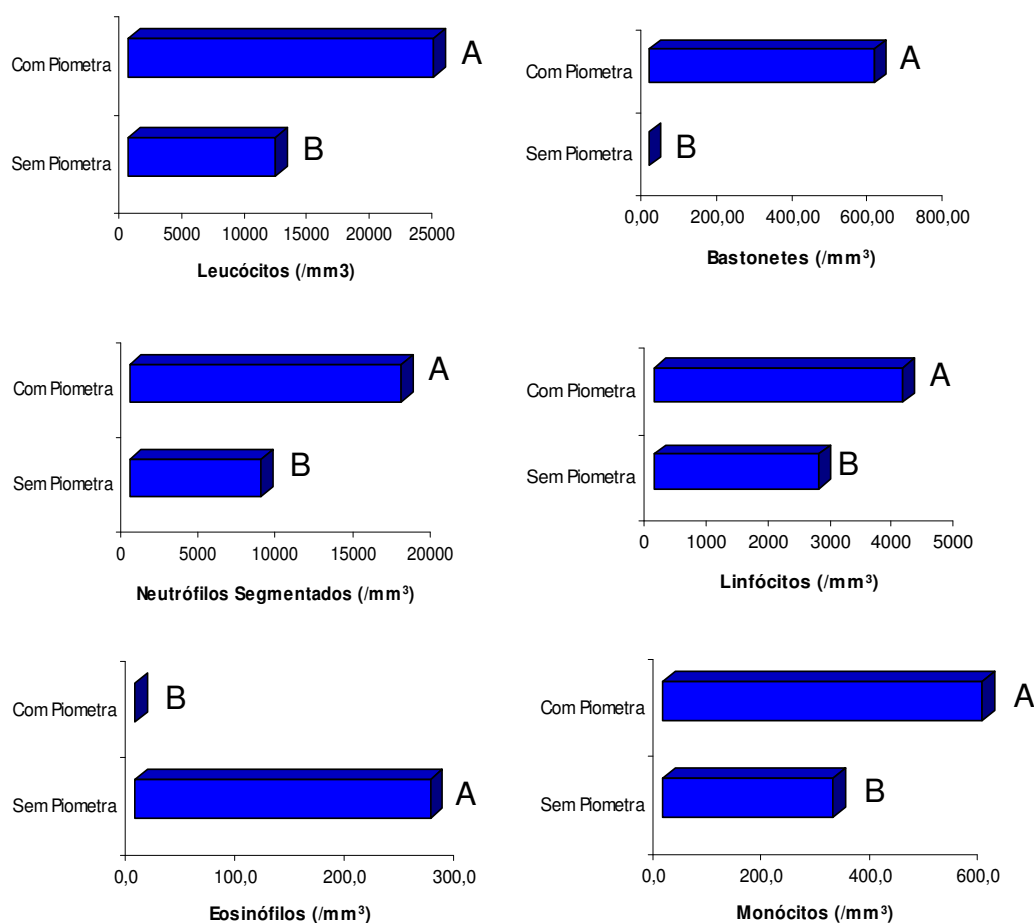 Com Piometra
A
Sem Piometra
B
0 5000 10000 15000 20000 25000
Leucócitos (/mm3)
Com Piometra
A
Sem Piometra
B
0,00 200,00 400,00 600,00 800,00
Bastonetes (/mm³)
Com Piometra
A
Sem Piometra
B
0 5000 10000 15000 20000
Neutrófilos Segmentados (/mm³)
Com Piometra
A
Sem Piometra
B
0 1000 2000 3000 4000 5000
Linfócitos (/mm³)
Com Piometra
B
Sem Piometra
A
0,0 100,0 200,0 300,0
Eosinófilos (/mm³)
Com Piometra
A
Sem Piometra
B
0,0 200,0 400,0 600,0
Monócitos (/mm³)